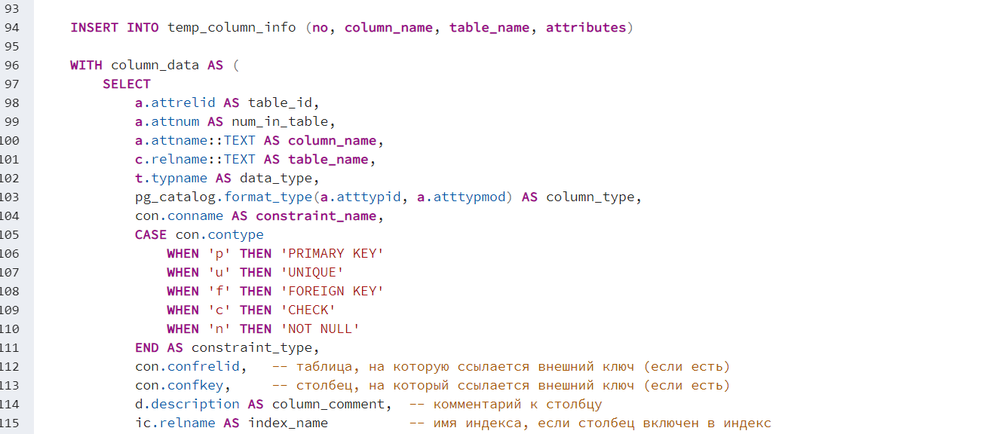 93
94 INSERT INTO temp_column_info (no, column_name, table_name, attributes)
95
96 WITH column_data AS (
97 SELECT
98 a.attrelid AS table_id,
99 a.attnum AS num_in_table,
100 a.attname::TEXT AS column_name,
101 c.relname::TEXT AS table_name,
102 t.typname AS data_type,
103 pg_catalog.format_type(a.atttypid, a.atttypmod) AS column_type,
104 con.conname AS constraint_name,
105 CASE con.contype
106 WHEN 'p' THEN 'PRIMARY KEY'
107 WHEN 'u' THEN 'UNIQUE'
108 WHEN 'f' THEN 'FOREIGN KEY'
109 WHEN 'c' THEN 'CHECK'
110 WHEN 'n' THEN 'NOT NULL'
111 END AS constraint_type,
112 con.confrelid, -- таблица, на которую ссылается внешний ключ (если есть)
113 con.confkey, -- столбец, на который ссылается внешний ключ (если есть)
114 d.description AS column_comment, -- комментарий к столбцу
115 ic.relname AS index_name -- имя индекса, если столбец включен в индекс